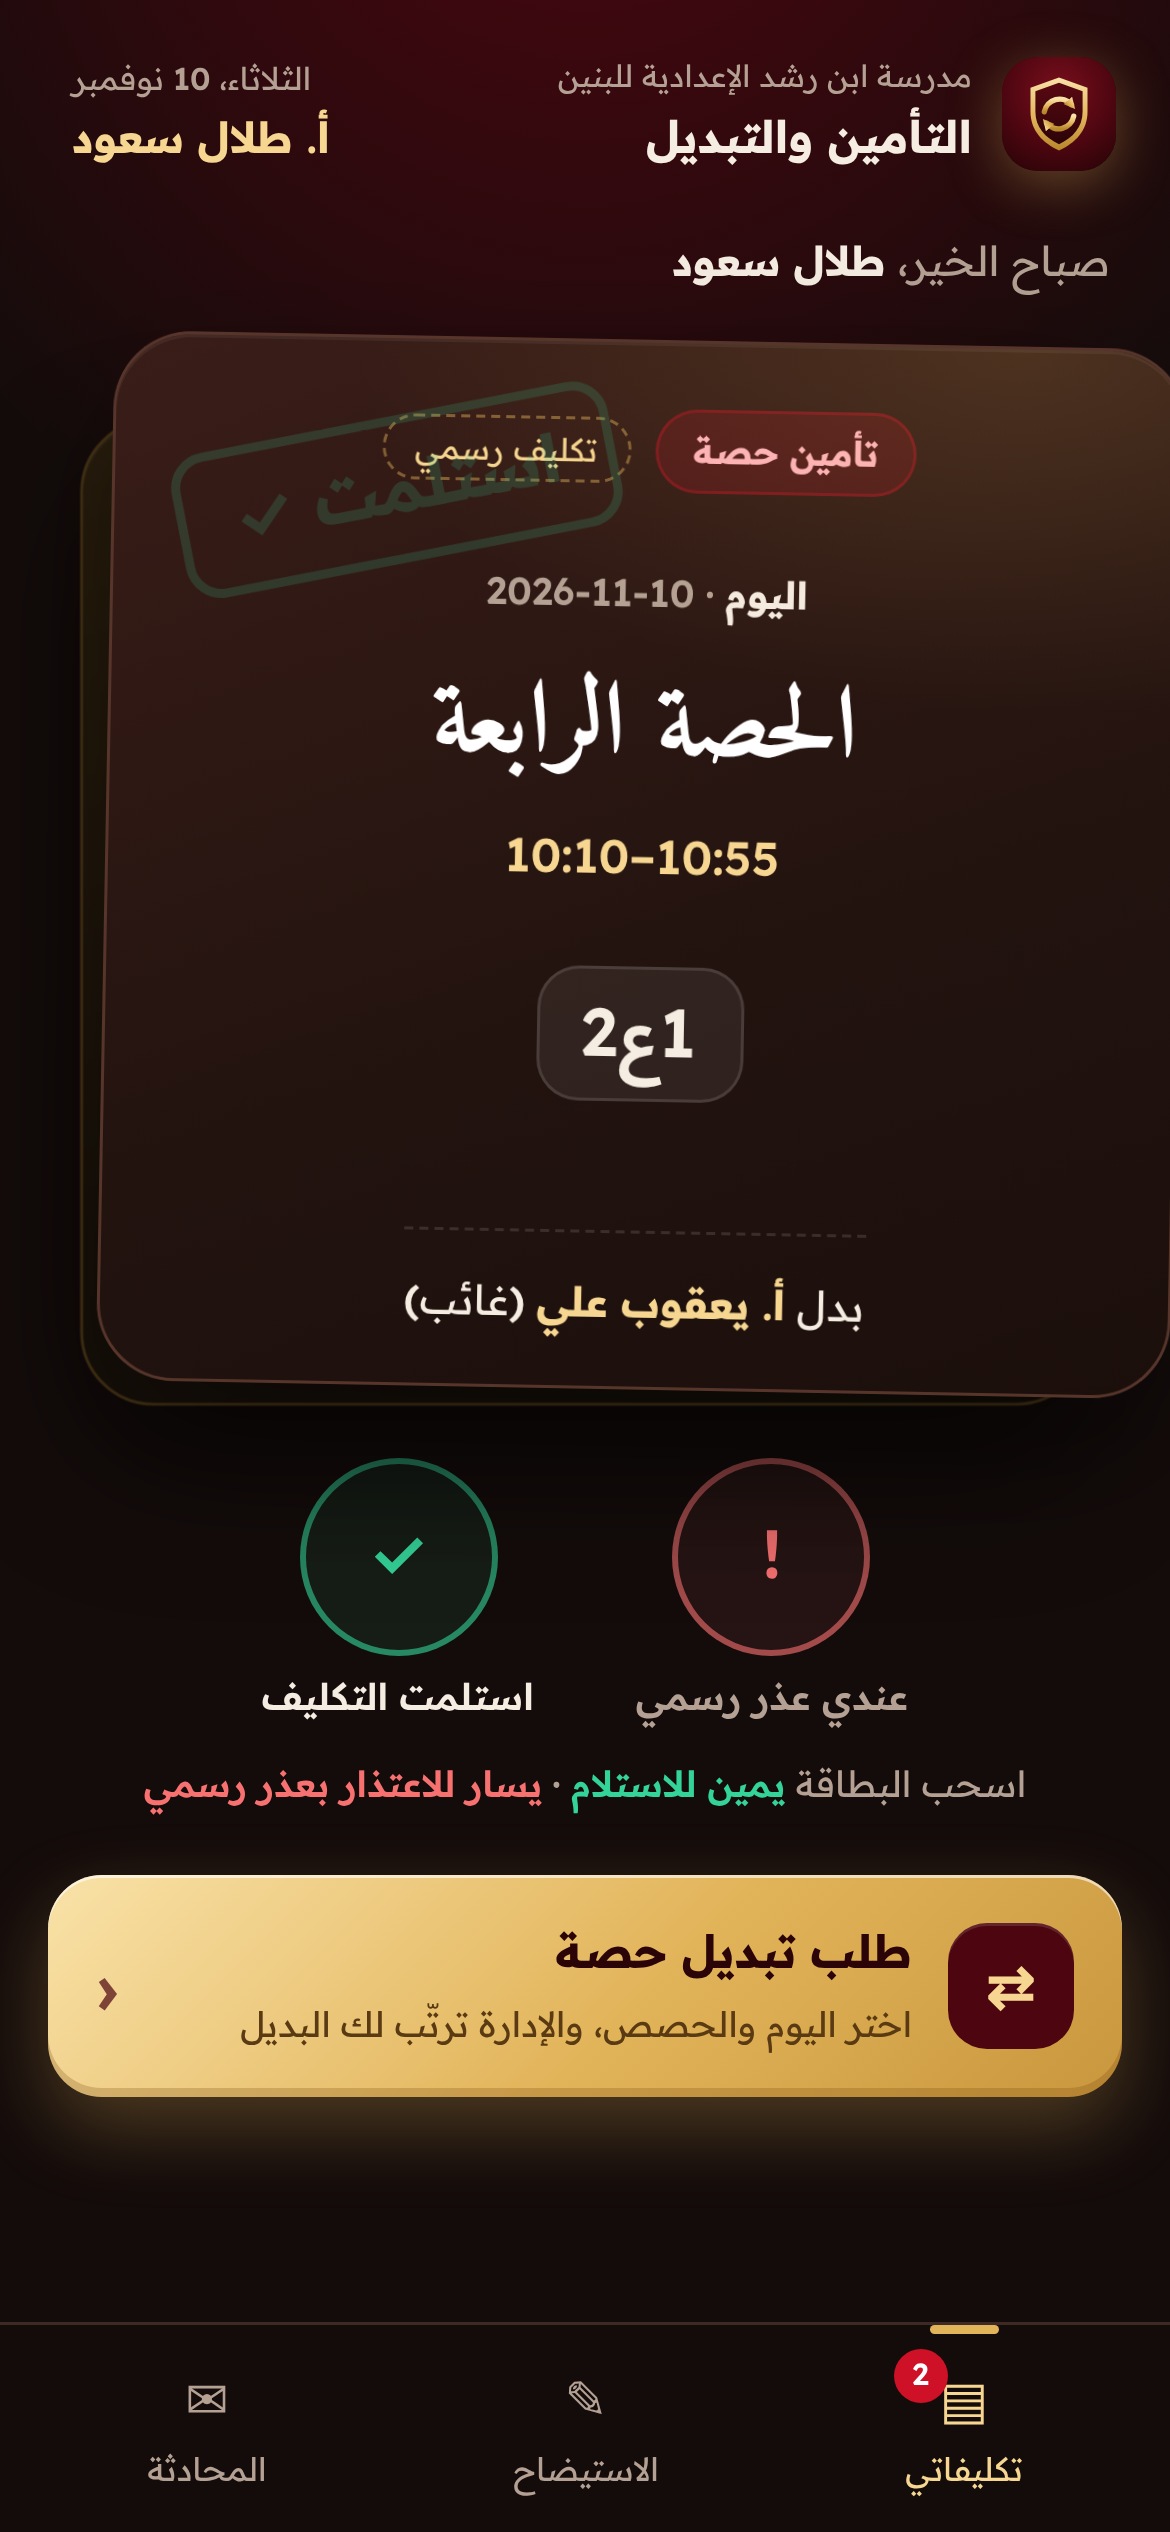 مدرسة ابن رشد الإعدادية للبنين
التأمين والتبديل
الثلاثاء، 10 نوفمبر
أ. طلال سعود
صباح الخير، طلال سعود
تأمين حصة
تكليف رسمي
استلمت ✓
اليوم · 2026-11-10
الحصة الرابعة
10:10–10:55
1ع2
بدل أ. يعقوب علي (غائب)
!
✓
عندي عذر رسمي
استلمت التكليف
اسحب البطاقة يمين للاستلام · يسار للاعتذار بعذر رسمي
طلب تبديل حصة
اختر اليوم والحصص، والإدارة ترتّب لك البديل
2
تكليفاتي
الاستيضاح
المحادثة